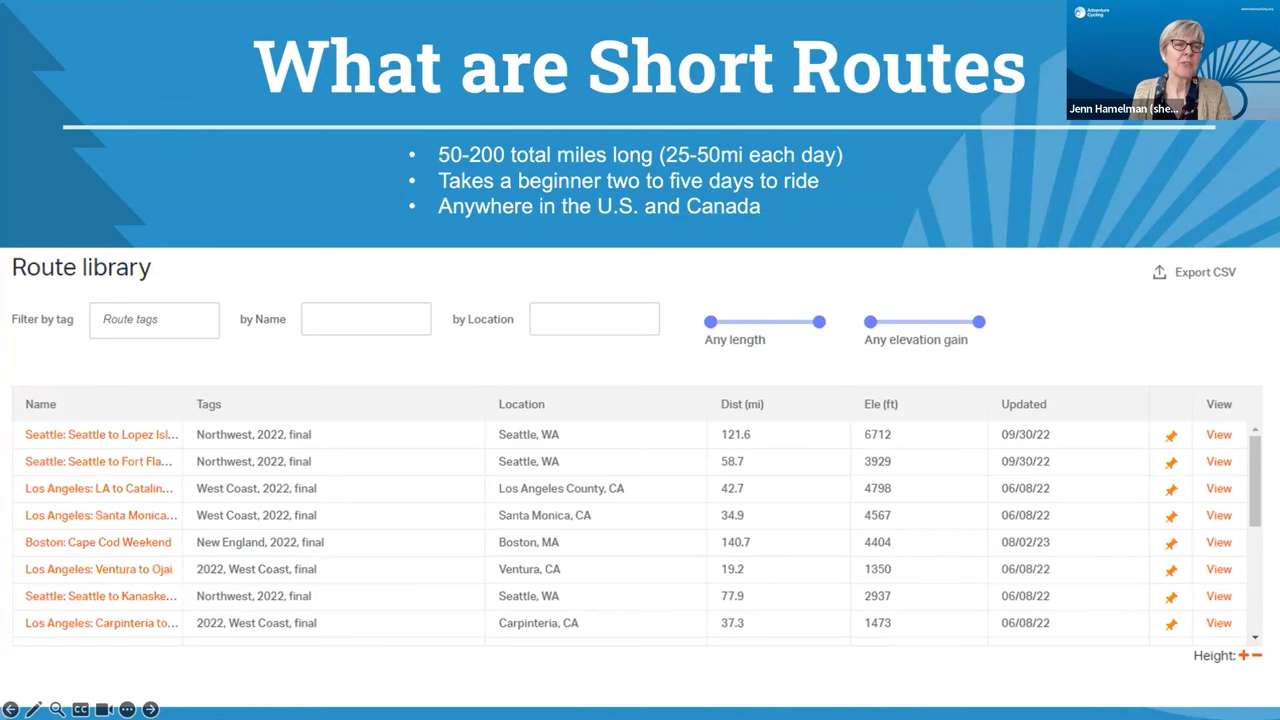 What are Short Routes
Adventure
Cycling
Jenn Hamelman (she...
• 50-200 total miles long (25-50mi each day)
• Takes a beginner two to five days to ride
• Anywhere in the U.S. and Canada
Route library
Export CSV
Filter by tag Route tags by Name by Location
Any length Any elevation gain
Name Tags Location Dist (mi) Ele (ft) Updated View
Seattle: Seattle to Lopez Isl... Northwest, 2022, final Seattle, WA 121.6 6712 09/30/22 View
Seattle: Seattle to Fort Fla... Northwest, 2022, final Seattle, WA 58.7 3929 09/30/22 View
Los Angeles: LA to Catalin... West Coast, 2022, final Los Angeles County, CA 42.7 4798 06/08/22 View
Los Angeles: Santa Monica... West Coast, 2022, final Santa Monica, CA 34.9 4567 06/08/22 View
Boston: Cape Cod Weekend New England, 2022, final Boston, MA 140.7 4404 08/02/23 View
Los Angeles: Ventura to Ojai 2022, West Coast, final Ventura, CA 19.2 1350 06/08/22 View
Seattle: Seattle to Kanaske... Northwest, 2022, final Seattle, WA 77.9 2937 06/08/22 View
Los Angeles: Carpinteria to... 2022, West Coast, final Carpinteria, CA 37.3 1473 06/08/22 View
Height: + −
CC